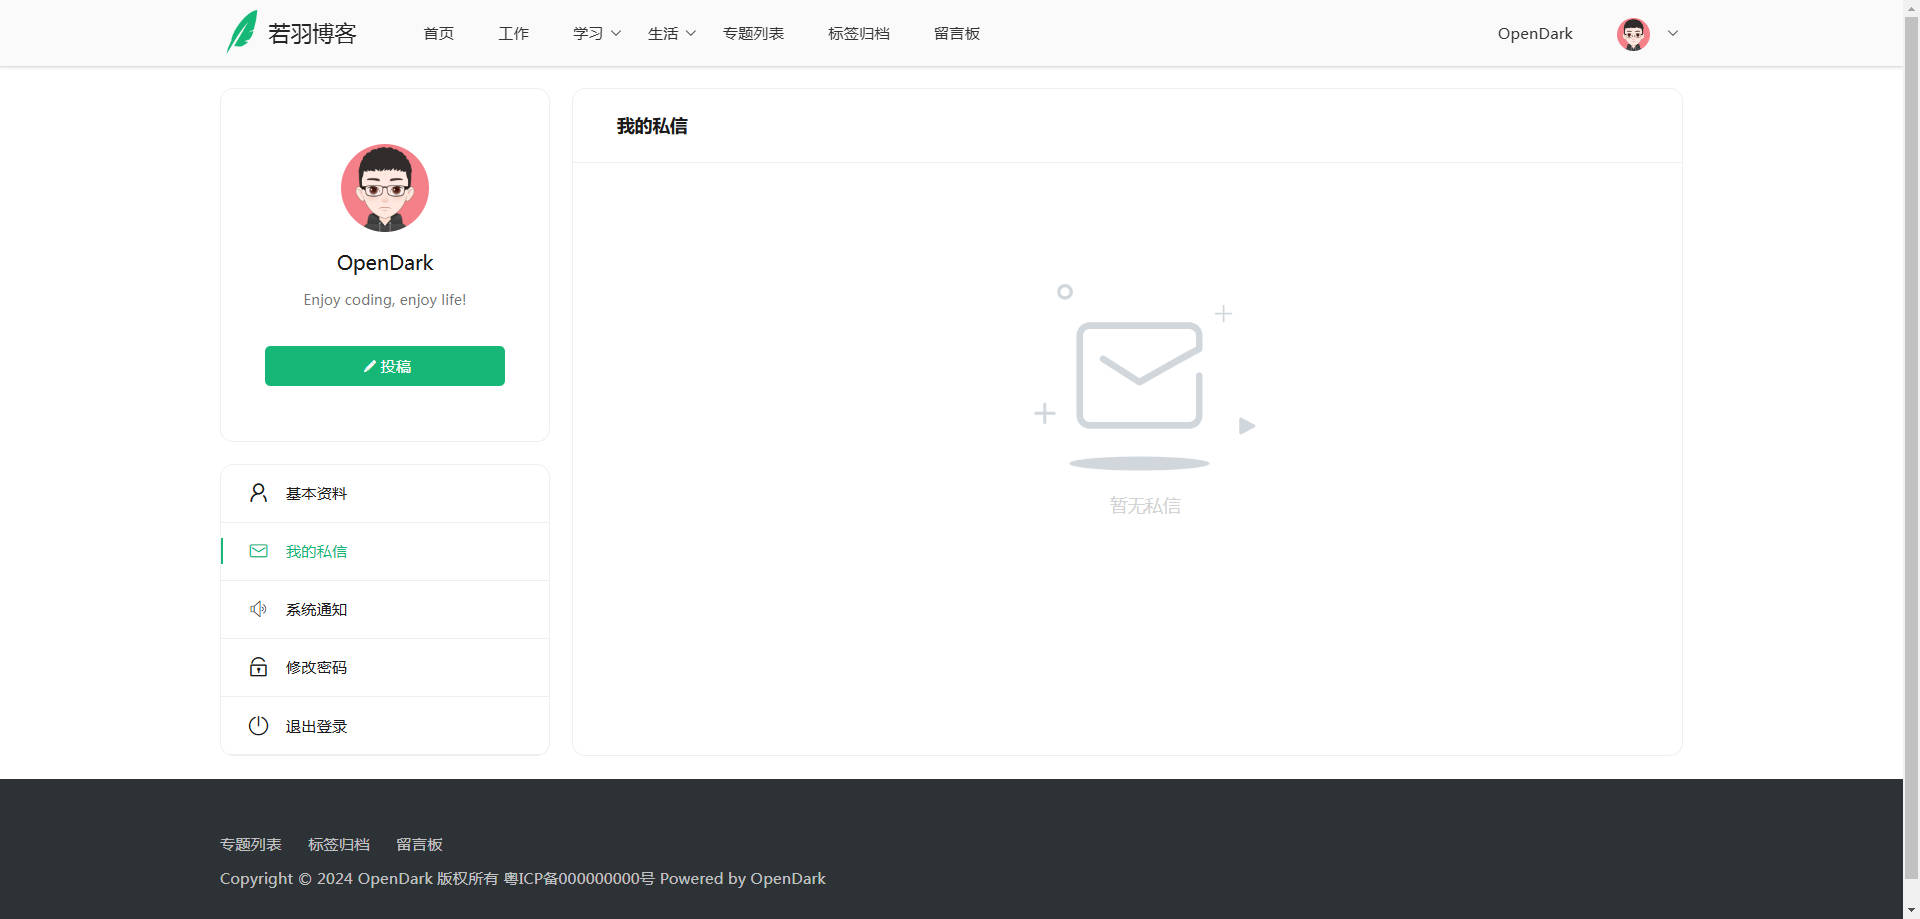 若羽博客
首页 工作 学习 生活 专题列表 标签归档 留言板
OpenDark
OpenDark
Enjoy coding, enjoy life!
投稿
基本资料
我的私信
系统通知
修改密码
退出登录
我的私信
暂无私信
专题列表 标签归档 留言板
Copyright © 2024 OpenDark 版权所有 粤ICP备000000000号 Powered by OpenDark